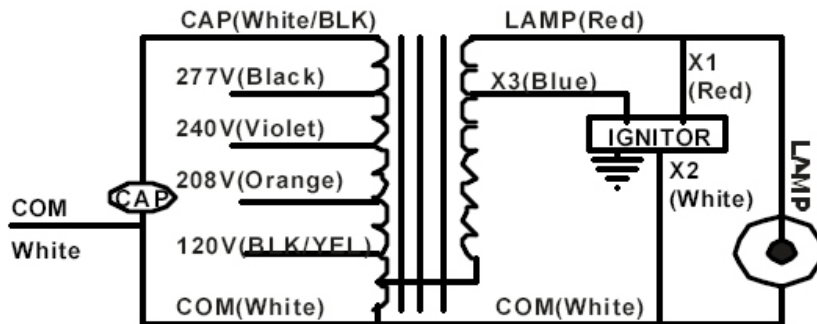 CAP(White/BLK)
LAMP(Red)
277V(Black)
X3(Blue)
X1
(Red)
240V(Violet)
IGNITOR
208V(Orange)
X2
(White)
LAMP
CAP
COM
White
120V(BLK/YEL)
COM(White)
COM(White)